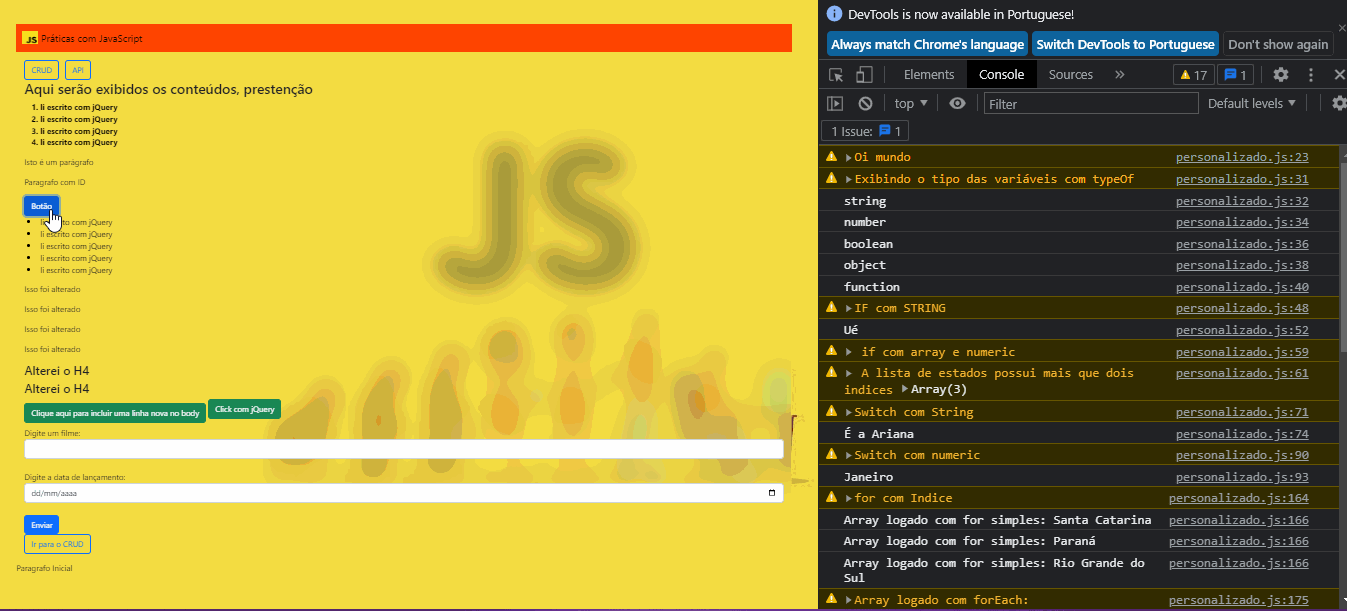 JS Práticas com JavaScript
CRUD API
Aqui serão exibidos os conteúdos, prestenção
1. li escrito com jQuery
2. li escrito com jQuery
3. li escrito com jQuery
4. li escrito com jQuery
Isto é um parágrafo
Paragrafo com ID
Botão
li escrito com jQuery
li escrito com jQuery
li escrito com jQuery
li escrito com jQuery
li escrito com jQuery
Isso foi alterado
Isso foi alterado
Isso foi alterado
Isso foi alterado
Alterei o H4
Alterei o H4
Clique aqui para incluir uma linha nova no body Click com jQuery
Digite um filme:
Digite a data de lançamento:
dd/mm/aaaa
Enviar
Ir para o CRUD
Paragrafo Inicial
JS
DevTools is now available in Portuguese!
Always match Chrome's language Switch DevTools to Portuguese Don't show again
Elements Console Sources » 17 1
top Filter Default levels
1 Issue: 1
Oi mundo personalizado.js:23
Exibindo o tipo das variáveis com typeOf personalizado.js:31
string personalizado.js:32
number personalizado.js:34
boolean personalizado.js:36
object personalizado.js:38
function personalizado.js:40
IF com STRING personalizado.js:48
Ué personalizado.js:52
if com array e numeric personalizado.js:59
A lista de estados possui mais que dois personalizado.js:61
indices Array(3)
Switch com String personalizado.js:71
É a Ariana personalizado.js:74
Switch com numeric personalizado.js:90
Janeiro personalizado.js:93
for com Indice personalizado.js:164
Array logado com for simples: Santa Catarina personalizado.js:166
Array logado com for simples: Paraná personalizado.js:166
Array logado com for simples: Rio Grande do personalizado.js:166
Sul
Array logado com forEach: personalizado.js:175